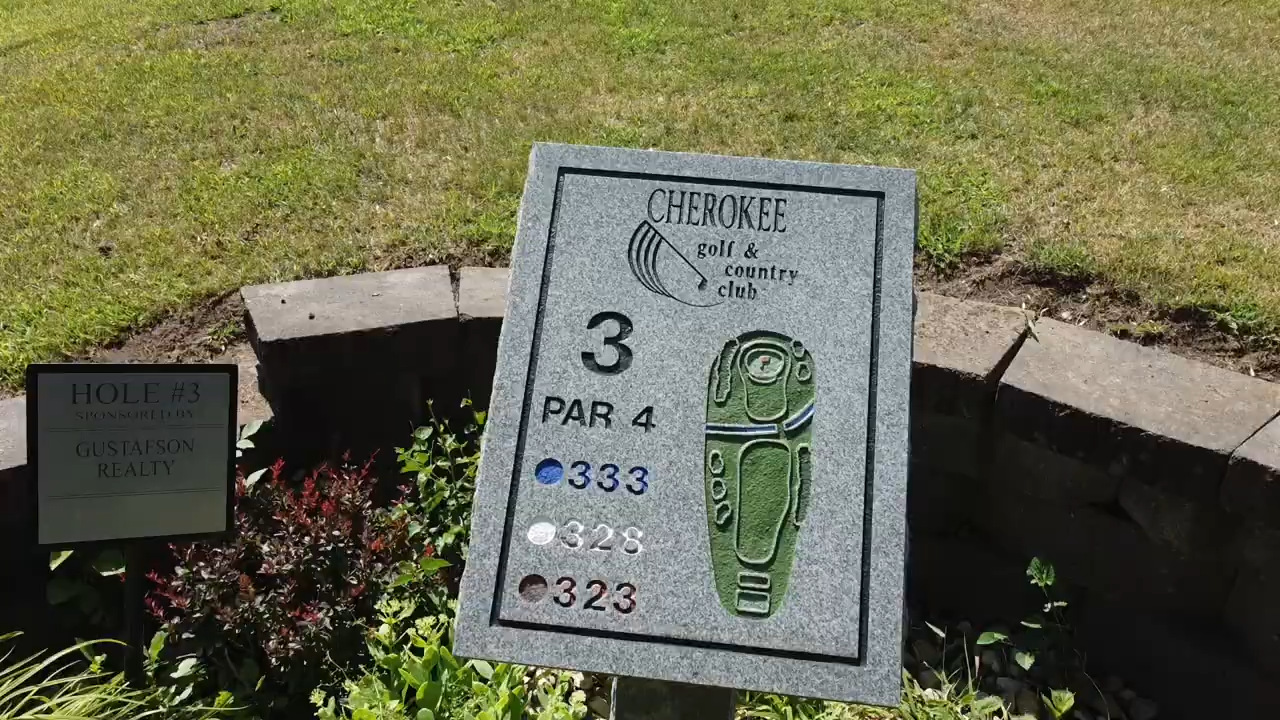 CHEROKEE
golf &
country
club
3
PAR 4
333
328
323
HOLE #3
SPONSORED BY
GUSTAFSON
REALTY